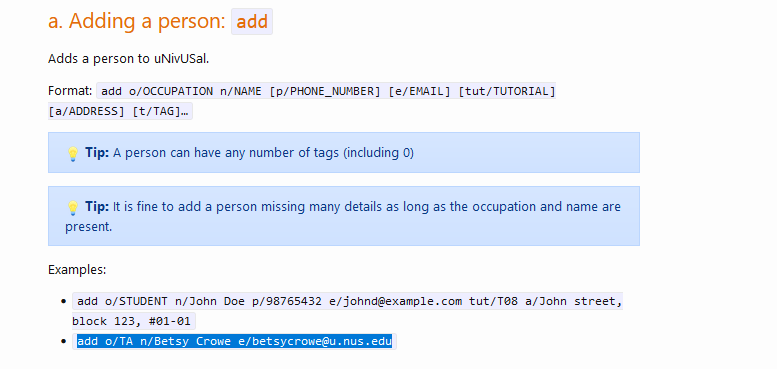 a. Adding a person: add
Adds a person to uNivUSal.
Format: add o/OCCUPATION n/NAME [p/PHONE_NUMBER] [e/EMAIL] [tut/TUTORIAL]
[a/ADDRESS] [t/TAG]…
💡 Tip: A person can have any number of tags (including 0)
💡 Tip: It is fine to add a person missing many details as long as the occupation and name are
present.
Examples:
• add o/STUDENT n/John Doe p/98765432 e/johnd@example.com tut/T08 a/John street,
block 123, #01-01
• add o/TA n/Betsy Crowe e/betsycrowe@u.nus.edu